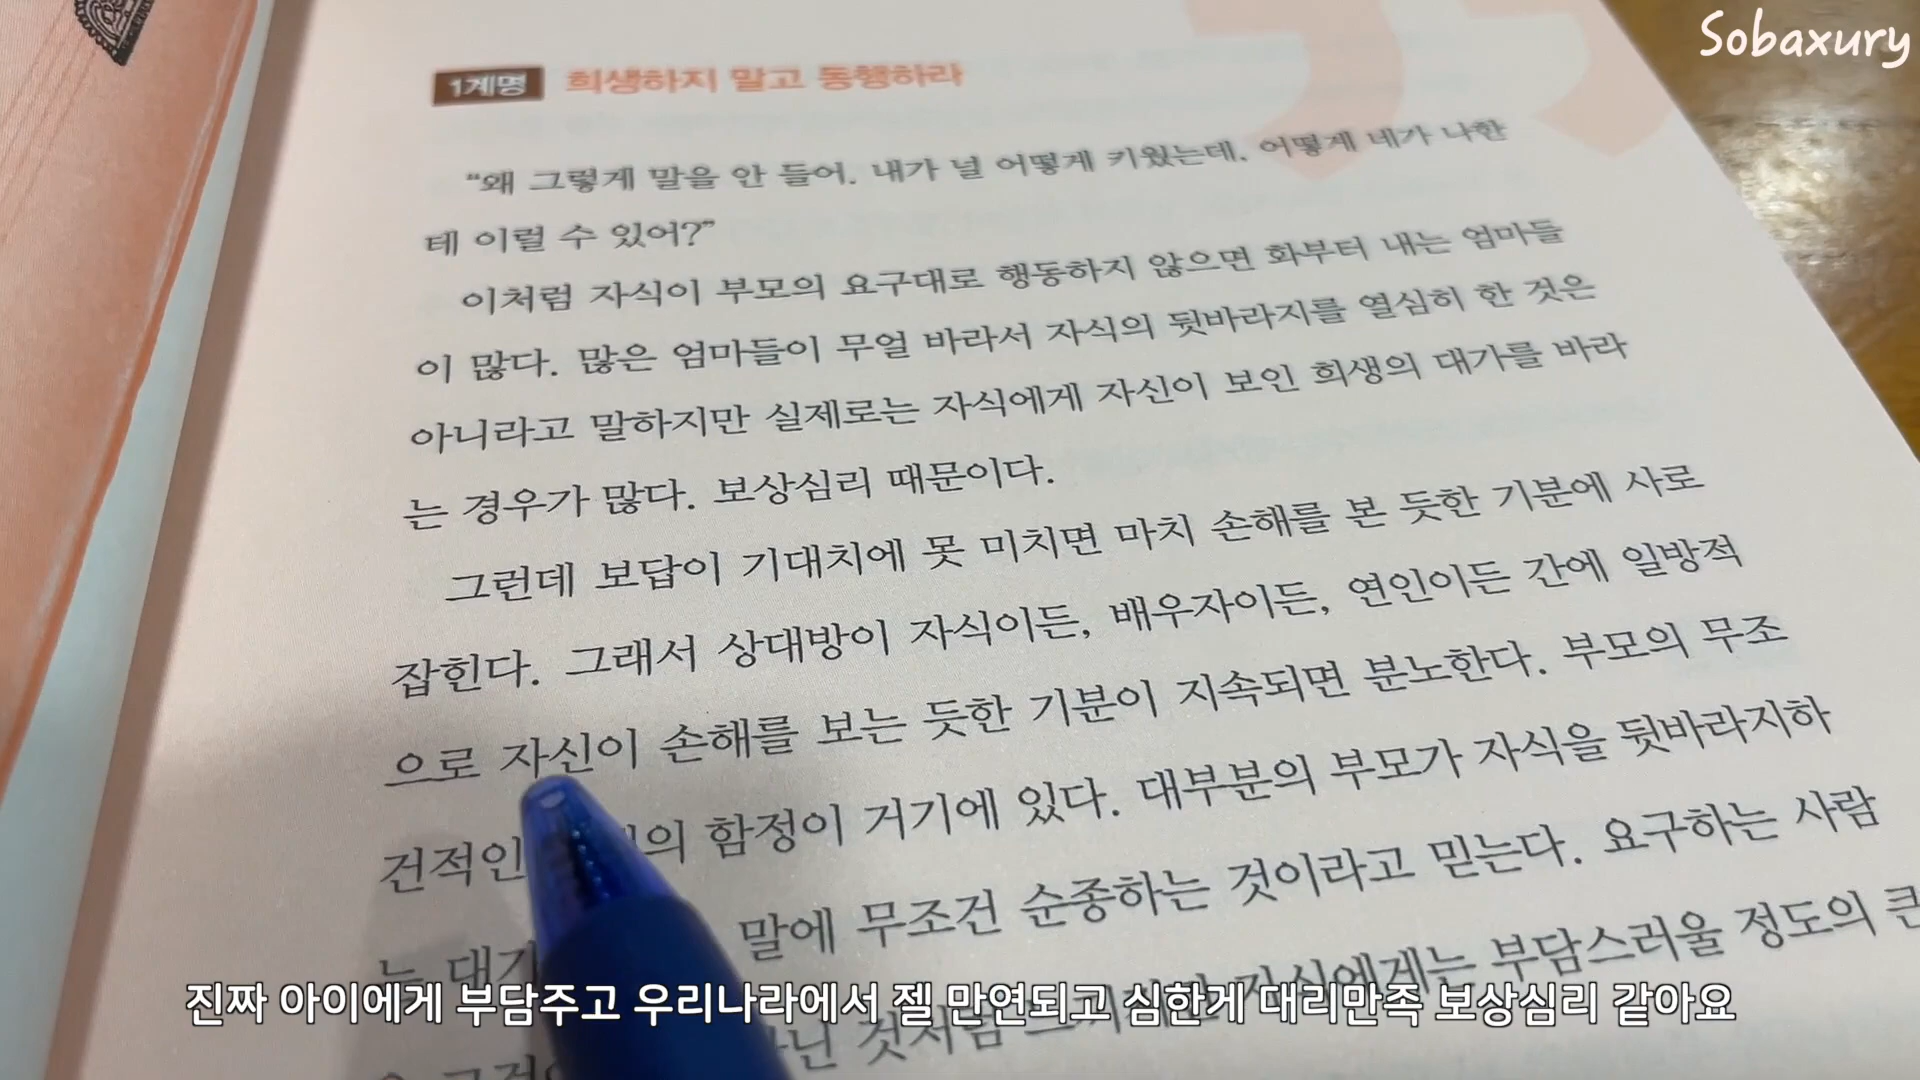 Sobaxury
1계명 희생하지 말고 동행하라
“왜 그렇게 말을 안 들어. 내가 널 어떻게 키웠는데. 어떻게 네가 나한
테 이럴 수 있어?”
이처럼 자식이 부모의 요구대로 행동하지 않으면 화부터 내는 엄마들
이 많다. 많은 엄마들이 무얼 바라서 자식의 뒷바라지를 열심히 한 것은
아니라고 말하지만 실제로는 자식에게 자신이 보인 희생의 대가를 바라
는 경우가 많다. 보상심리 때문이다.
그런데 보답이 기대치에 못 미치면 마치 손해를 본 듯한 기분에 사로
잡힌다. 그래서 상대방이 자식이든, 배우자이든, 연인이든 간에 일방적
으로 자신이 손해를 보는 듯한 기분이 지속되면 분노한다. 부모의 무조
건적인 함정이 거기에 있다. 대부분의 부모가 자식을 뒷바라지하
는 말에 무조건 순종하는 것이라고 믿는다. 요구하는 사람
자식에게는 부담스러울 정도의 큰
것처럼
진짜 아이에게 부담주고 우리나라에서 젤 만연되고 심한게 대리만족 보상심리 같아요